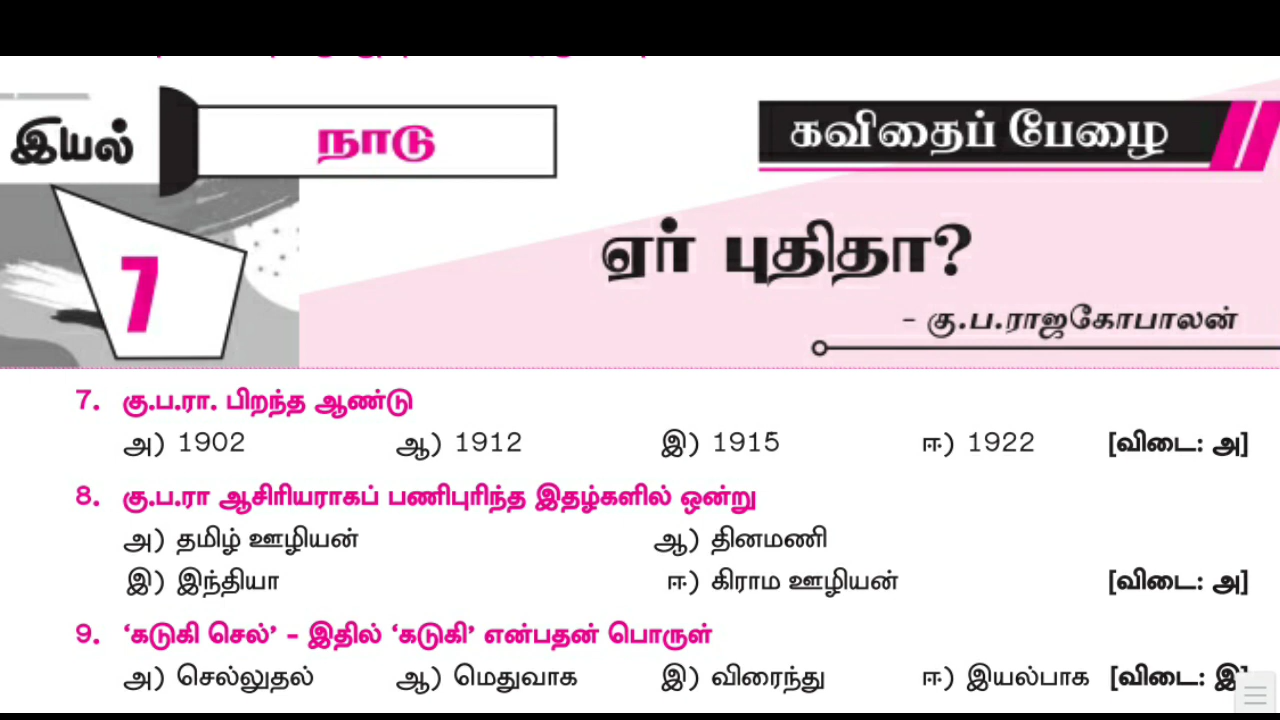 இயல்
நாடு
கவிதைப் பேழை
7
ஏர் புதிதா?
- கு.ப.ராஜகோபாலன்
7. கு.ப.ரா. பிறந்த ஆண்டு
அ) 1902 ஆ) 1912 இ) 1915 ஈ) 1922 [விடை: அ]
8. கு.ப.ரா ஆசிரியராகப் பணிபுரிந்த இதழ்களில் ஒன்று
அ) தமிழ் ஊழியன் ஆ) தினமணி
இ) இந்தியா ஈ) கிராம ஊழியன் [விடை: அ]
9. ‘கடுகி செல்’ - இதில் ‘கடுகி’ என்பதன் பொருள்
அ) செல்லுதல் ஆ) மெதுவாக இ) விரைந்து ஈ) இயல்பாக [விடை: இ]